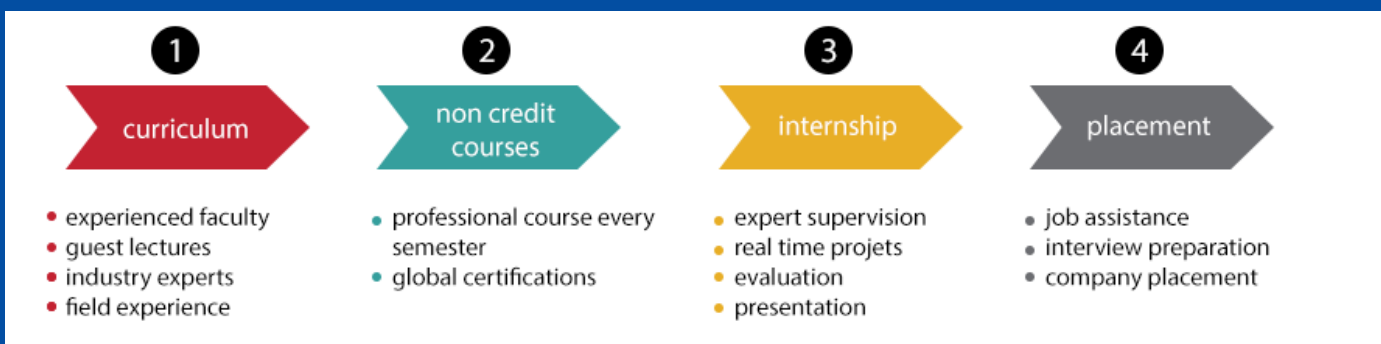 1
curriculum
• experienced faculty
• guest lectures
• industry experts
• field experience
2
non credit
courses
• professional course every
semester
• global certifications
3
internship
• expert supervision
• real time projets
• evaluation
• presentation
4
placement
• job assistance
• interview preparation
• company placement